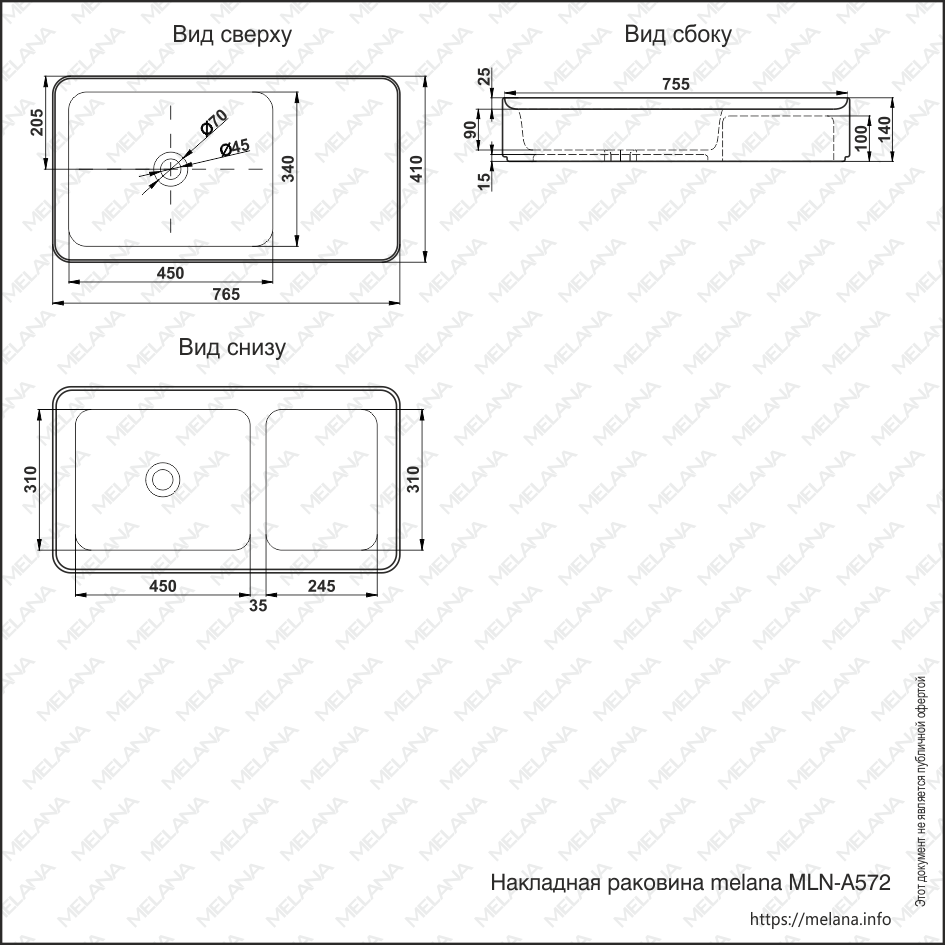 Вид сверху
Вид сбоку
205
Ø70
Ø45
340
410
450
765
25
755
90
15
100
140
Вид снизу
310
310
450
35
245
Этот документ не является публичной офертой
Накладная раковина melana MLN-A572
https://melana.info
MELANA